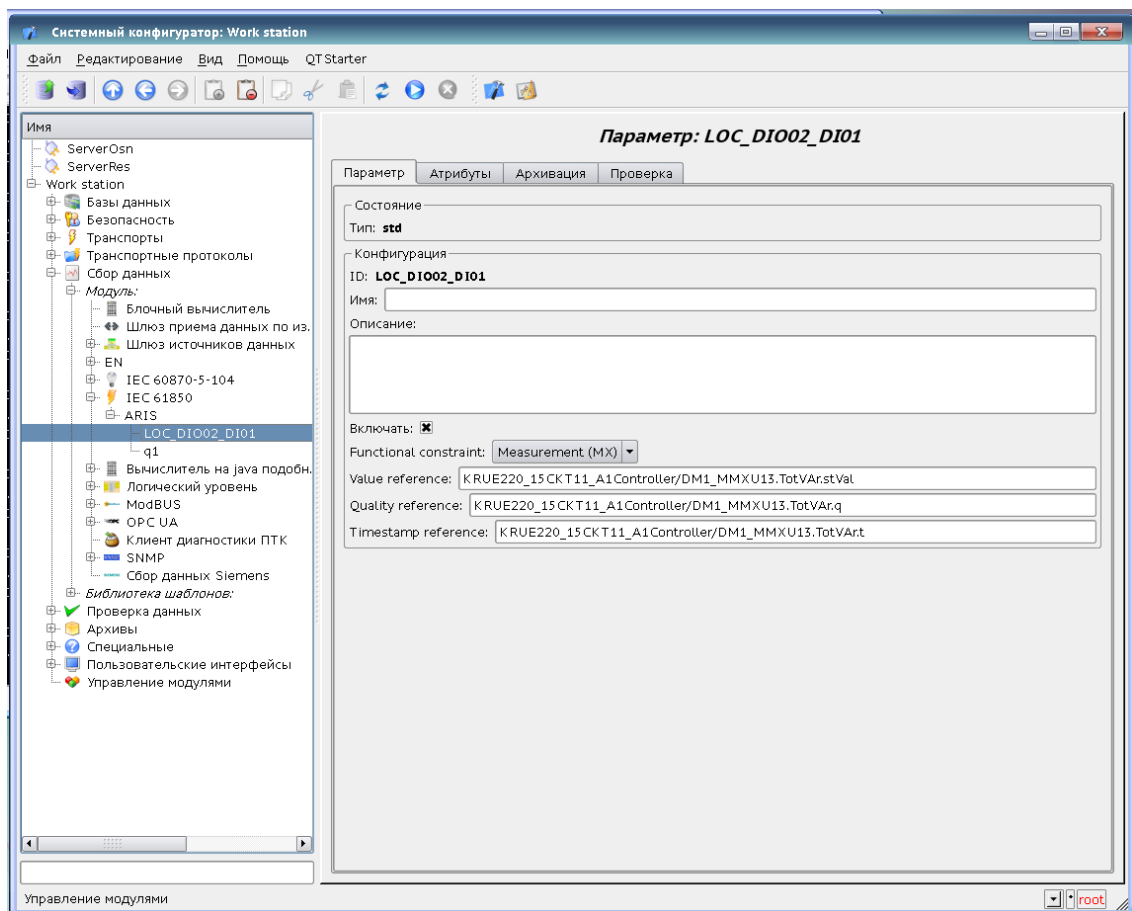 Системный конфигуратор: Work station
Файл Редактирование Вид Помощь QTStarter
Имя
ServerOsn
ServerRes
Work station
Базы данных
Безопасность
Транспорты
Транспортные протоколы
Сбор данных
Модуль:
Блочный вычислитель
Шлюз приема данных по из.
Шлюз источников данных
EN
IEC 60870-5-104
IEC 61850
ARIS
LOC_DIO02_DI01
q1
Вычислитель на java подобн.
Логический уровень
ModBUS
OPC UA
Клиент диагностики ПТК
SNMP
Сбор данных Siemens
Библиотека шаблонов:
Проверка данных
Архивы
Специальные
Пользовательские интерфейсы
Управление модулями
Параметр: LOC_DIO02_DI01
Параметр Атрибуты Архивация Проверка
Состояние
Тип: std
Конфигурация
ID: LOC_DIO02_DI01
Имя:
Описание:
Включать:
Functional constraint: Measurement (MX)
Value reference: KRUE220_15CKT11_A1Controller/DM1_MMXU13.TotVAr.stVal
Quality reference: KRUE220_15CKT11_A1Controller/DM1_MMXU13.TotVAr.q
Timestamp reference: KRUE220_15CKT11_A1Controller/DM1_MMXU13.TotVAr.t
Управление модулями
* root